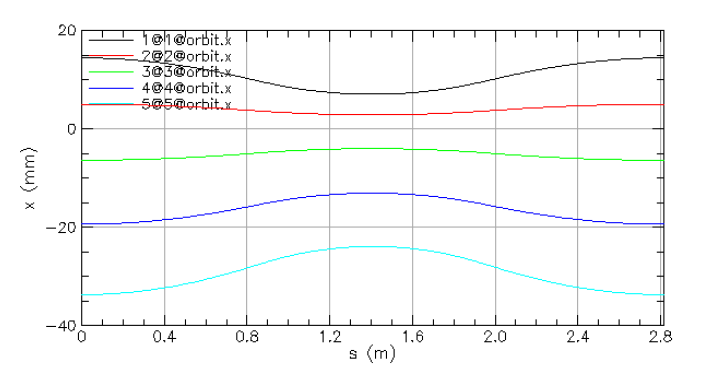 20
1@1@orbit.x
2@2@orbit.x
3@3@orbit.x
4@4@orbit.x
5@5@orbit.x
0
−20
−40
x (mm)
0 0.4 0.8 1.2 1.6 2.0 2.4 2.8
s (m)